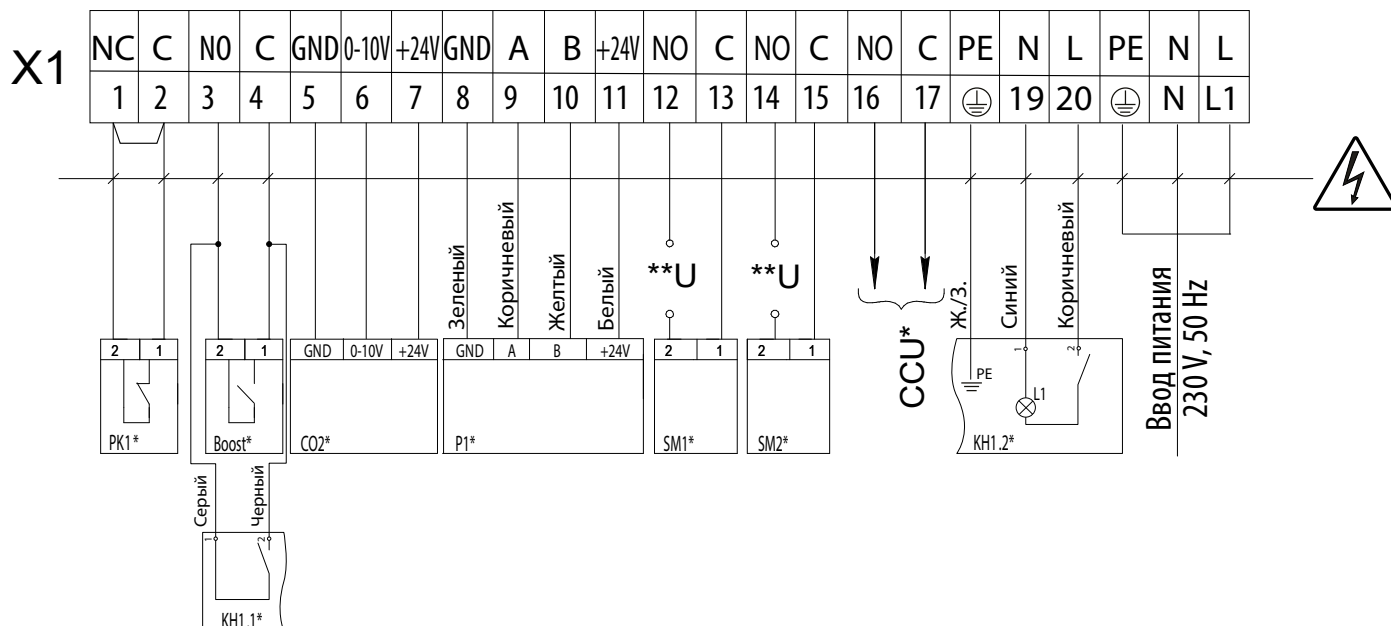 X1
NC C NO C GND 0-10V +24V GND A B +24V NO C NO C NO C PE N L PE N L
1 2 3 4 5 6 7 8 9 10 11 12 13 14 15 16 17 19 20 N L1
Зеленый
Коричневый
Желтый
Белый
**U
**U
CCU*
Ж./З.
Синий
Коричневый
Ввод питания
230 V, 50 Hz
2 1
PK1*
2 1
Boost*
GND 0-10V +24V
CO2*
GND A B +24V
P1*
2 1
SM1*
2 1
SM2*
1 2
PE
L1
KH1.2*
Серый
Черный
1 2
KH1.1*